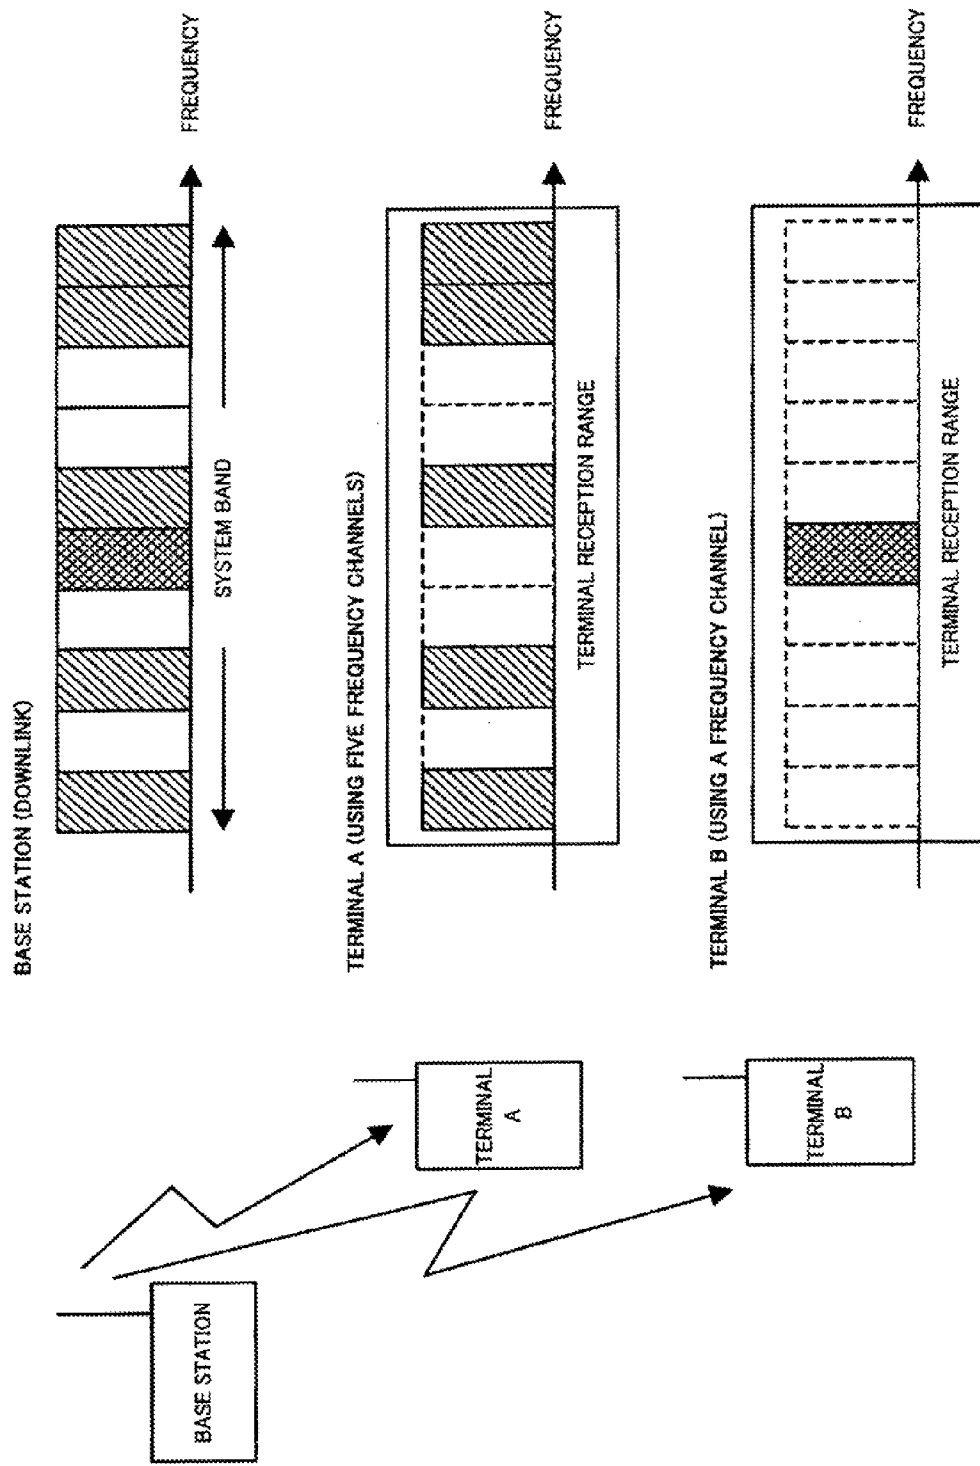 BASE STATION (DOWNLINK)
FREQUENCY
SYSTEM BAND
TERMINAL A (USING FIVE FREQUENCY CHANNELS)
FREQUENCY
TERMINAL RECEPTION RANGE
TERMINAL B (USING A FREQUENCY CHANNEL)
FREQUENCY
TERMINAL RECEPTION RANGE
BASE STATION
TERMINAL
A
TERMINAL
B